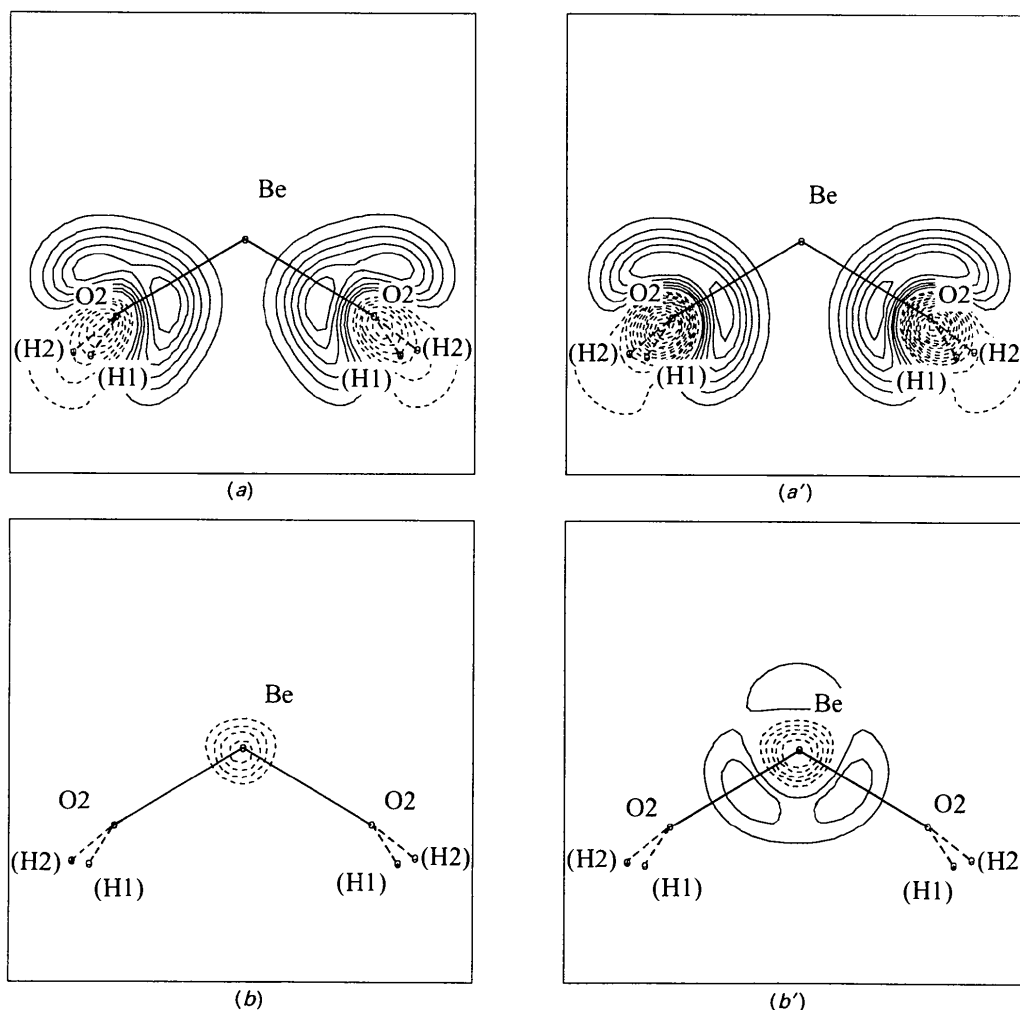 Be
O2
O2
(H2)
(H1)
(H1)
(H2)
(a)
Be
O2
O2
(H2)
(H1)
(H1)
(H2)
(a′)
Be
O2
O2
(H2)
(H1)
(H1)
(H2)
(b)
Be
O2
O2
(H2)
(H1)
(H1)
(H2
(b′)